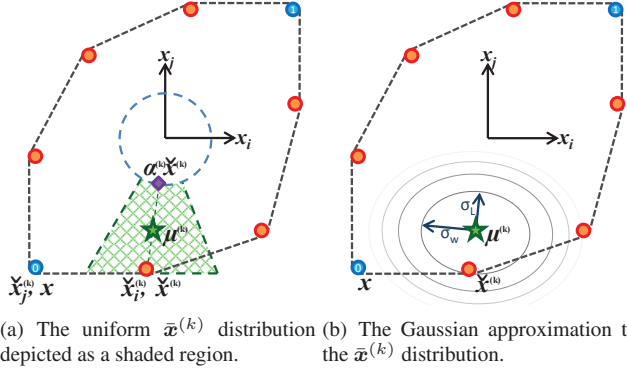 1
x_j
x_i
α^(k) x̆^(k)
μ^(k)
0
x̆_j^(k), x
x̆_i^(k), x̆^(k)
(a) The uniform x̄^(k) distribution
depicted as a shaded region.
1
x_j
x_i
σ_L
σ_w
μ^(k)
0
x
x̆^(k)
(b) The Gaussian approximation t
the x̄^(k) distribution.